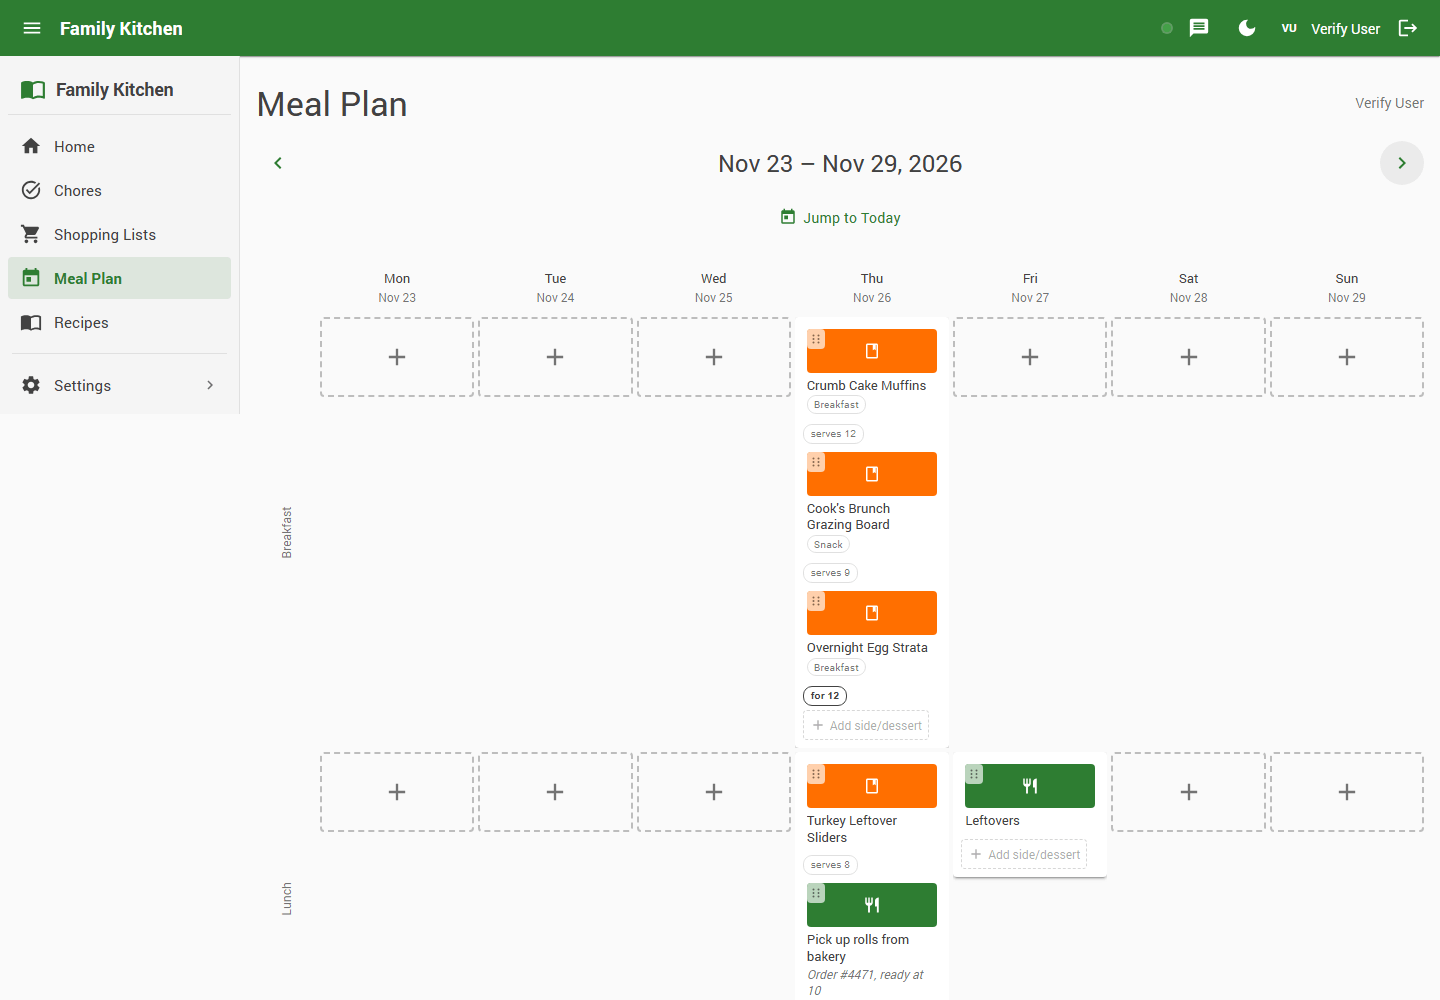 Family Kitchen
VU Verify User
Family Kitchen
Home
Chores
Shopping Lists
Meal Plan
Recipes
Settings
Meal Plan
Verify User
Nov 23 – Nov 29, 2026
Jump to Today
Mon Tue Wed Thu Fri Sat Sun
Nov 23 Nov 24 Nov 25 Nov 26 Nov 27 Nov 28 Nov 29
Breakfast
Crumb Cake Muffins
Breakfast
serves 12
Cook's Brunch
Grazing Board
Snack
serves 9
Overnight Egg Strata
Breakfast
for 12
Add side/dessert
Lunch
Turkey Leftover
Sliders
serves 8
Pick up rolls from
bakery
Order #4471, ready at
10
Leftovers
Add side/dessert